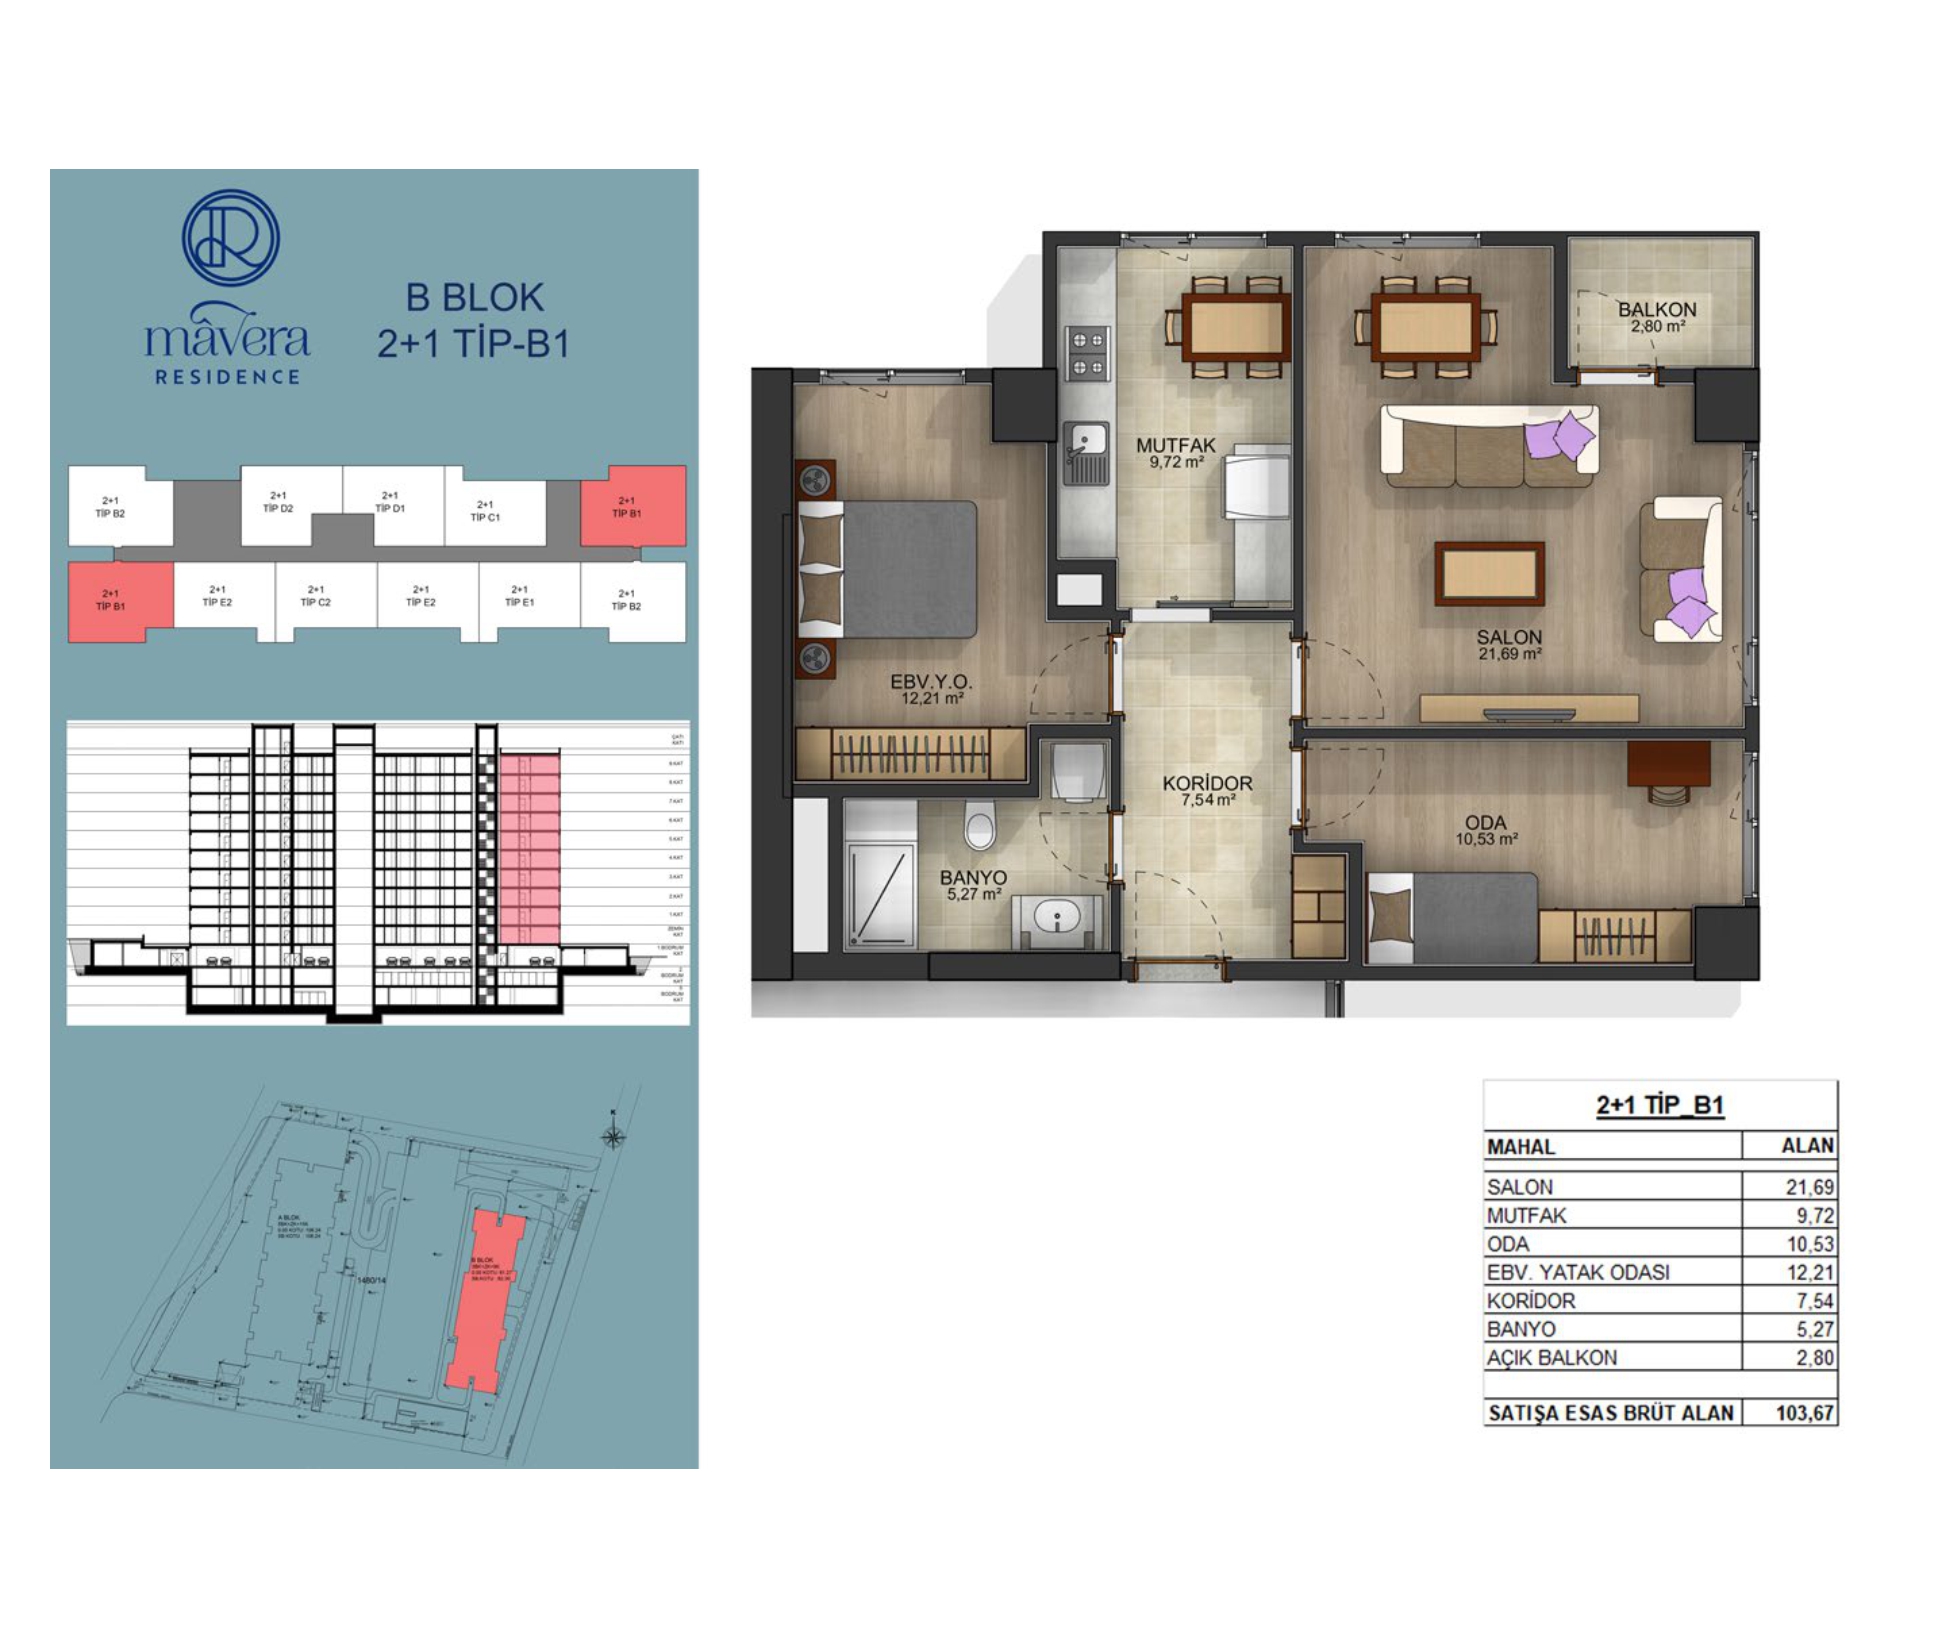 mâvera
RESIDENCE
B BLOK
2+1 TİP-B1
2+1
TİP B2
2+1
TİP D2
2+1
TİP D1
2+1
TİP C1
2+1
TİP B1
2+1
TİP B1
2+1
TİP E2
2+1
TİP C2
2+1
TİP E2
2+1
TİP E1
2+1
TİP B2
ÇATI
KATI
8.KAT
7.KAT
6.KAT
5.KAT
4.KAT
3.KAT
2.KAT
1.KAT
ZEMİN
KAT
1.BODRUM
KAT
2.
BODRUM
KAT
BODRUM
KAT
K
A BLOK
B BLOK
1480/14
BALKON
2,80 m²
MUTFAK
9,72 m²
SALON
21,69 m²
EBV.Y.O.
12,21 m²
KORİDOR
7,54 m²
ODA
10,53 m²
BANYO
5,27 m²
2+1 TİP_B1
MAHAL ALAN
SALON 21,69
MUTFAK 9,72
ODA 10,53
EBV. YATAK ODASI 12,21
KORİDOR 7,54
BANYO 5,27
AÇIK BALKON 2,80
SATIŞA ESAS BRÜT ALAN 103,67